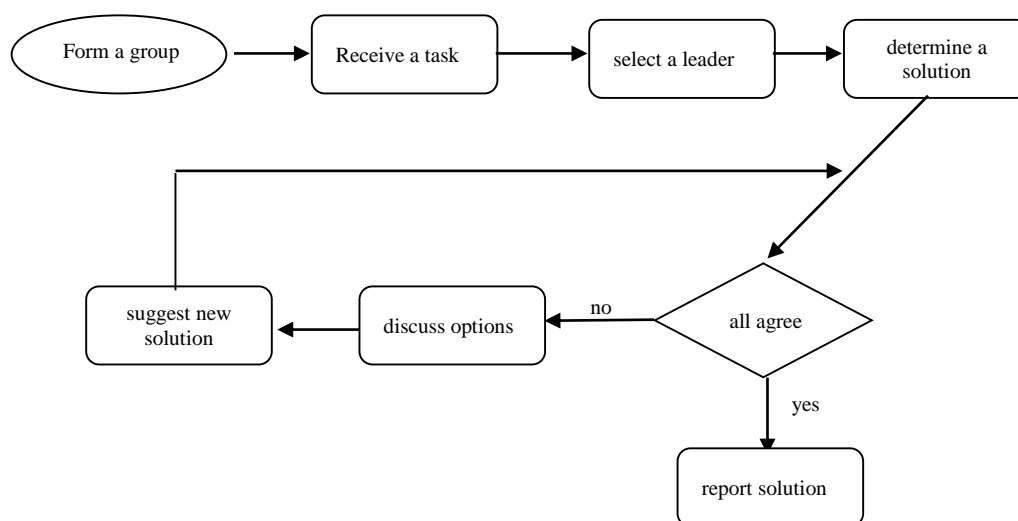 Form a group
Receive a task
select a leader
determine a
solution
suggest new
solution
discuss options
no
all agree
yes
report solution